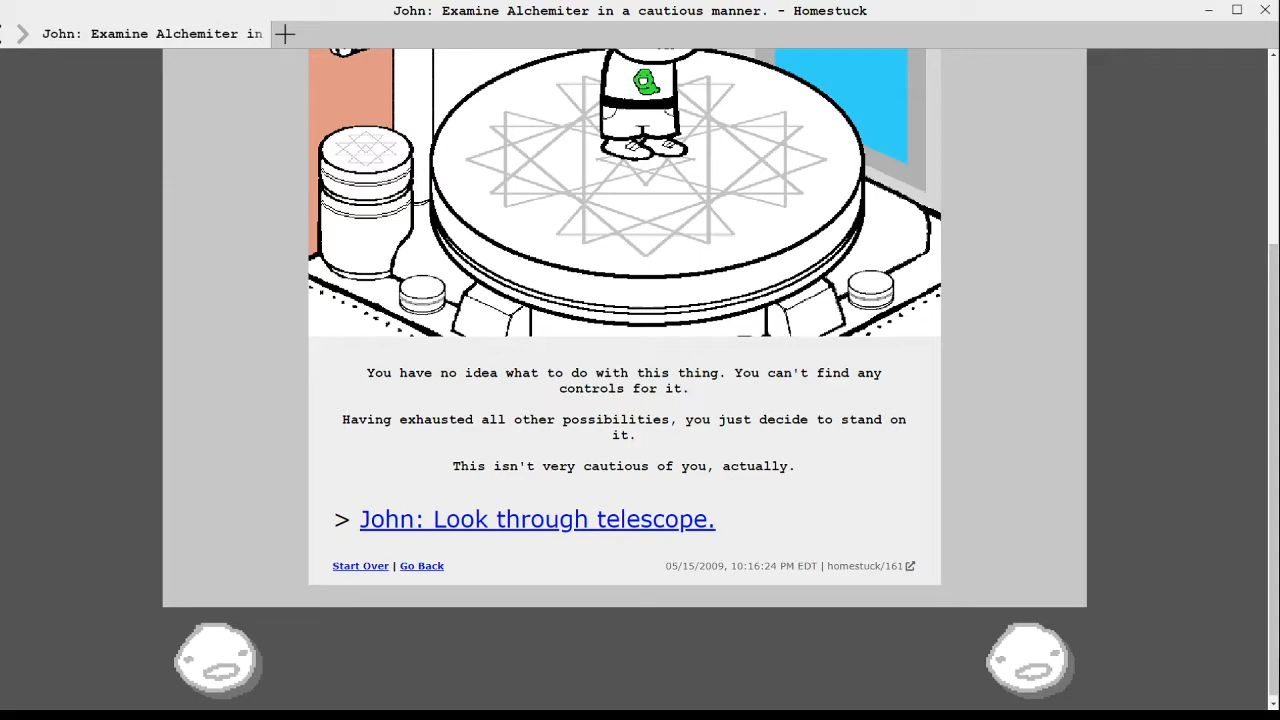 John: Examine Alchemiter in a cautious manner. - Homestuck
John: Examine Alchemiter in
You have no idea what to do with this thing. You can't find any
controls for it.
Having exhausted all other possibilities, you just decide to stand on
it.
This isn't very cautious of you, actually.
> John: Look through telescope.
Start Over | Go Back
05/15/2009, 10:16:24 PM EDT | homestuck/161